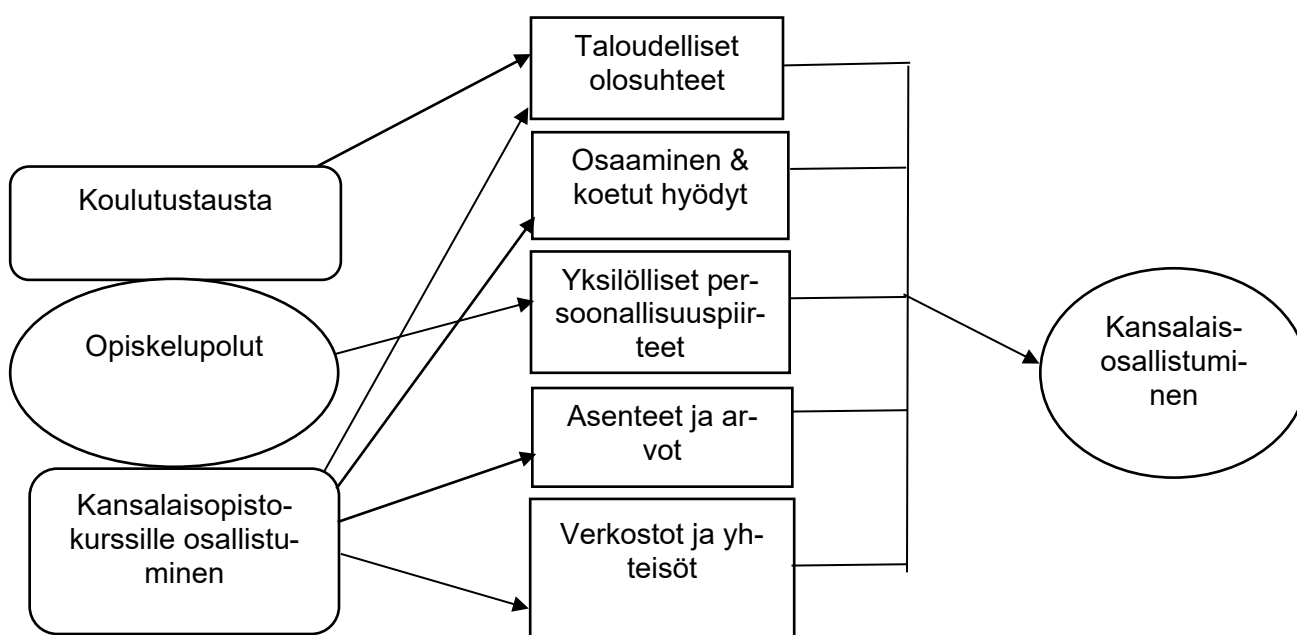 Koulutustausta
Opiskelupolut
Kansalaisopisto-
kurssille osallistu-
minen
Taloudelliset
olosuhteet
Osaaminen &
koetut hyödyt
Yksilölliset per-
soonallisuuspiir-
teet
Asenteet ja ar-
vot
Verkostot ja yh-
teisöt
Kansalais-
osallistumi-
nen